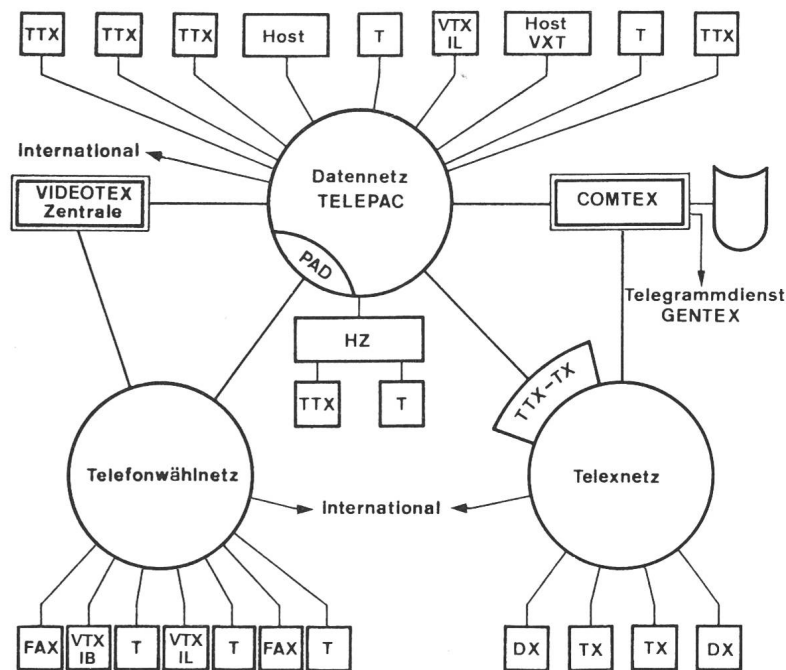 TTX
TTX
TTX
Host
T
VTX
IL
Host
VXT
T
TTX
International
Datennetz
TELEPAC
VIDEOTEX
Zentrale
COMTEX
PAD
Telegrammdienst
GENTEX
HZ
TTX
T
TTX-TX
Telefonwählnetz
Telexnetz
International
FAX
VTX
IB
T
VTX
IL
T
FAX
T
DX
TX
TX
DX